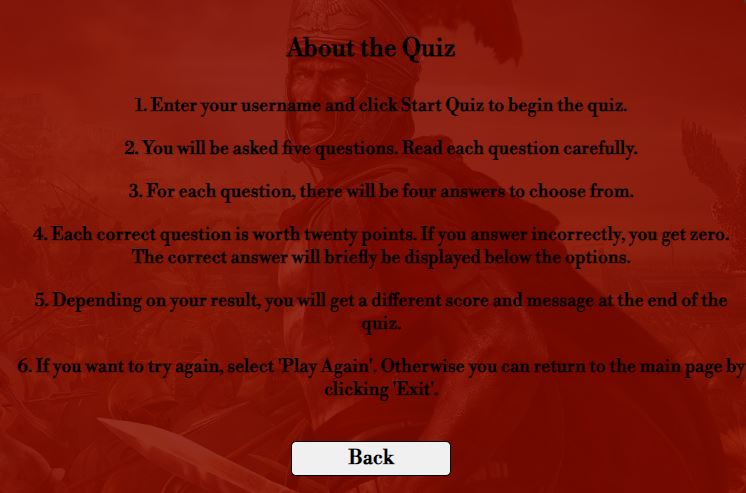 About the Quiz
1. Enter your username and click Start Quiz to begin the quiz.
2. You will be asked five questions. Read each question carefully.
3. For each question, there will be four answers to choose from.
4. Each correct question is worth twenty points. If you answer incorrectly, you get zero.
The correct answer will briefly be displayed below the options.
5. Depending on your result, you will get a different score and message at the end of the
quiz.
6. If you want to try again, select 'Play Again'. Otherwise you can return to the main page by
clicking 'Exit'.
Back